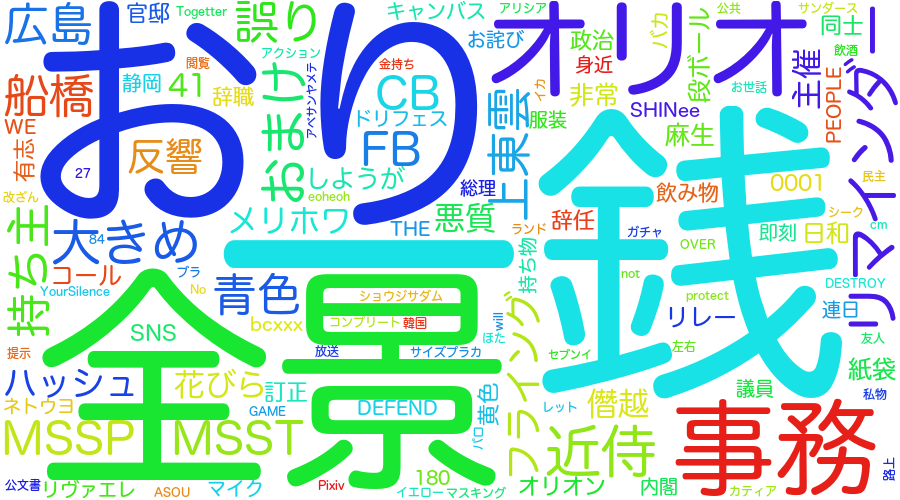 広島
官邸
Togetter
誤り
キャンバス
アリシア
公共
サンダース
おり
オリオ
バカ
同士
アクション
お詫び
政治
飲酒
船橋
静岡
41
おまけ
金持ち
CB
身近
段ボール
お世話
主催
リマインダー
辞職
アベサンヤメテ
ドリフェス
イカ
非常
SHINee
PEOPLE
WE
反響
FB
上東雲
服装
麻生
有志
27
しようが
総理
銭
飲み物
0001
民主
改ざん
eoheoh
メリホワ
THE
悪質
辞任
シーク
持ち主
大きめ
84
ランド
ガチャ
即刻
日和
cm
一
OVER
コール
ブラ
持ち物
not
DESTROY
YourSilence
No
青色
全景
ショウジサダム
will
protect
連日
SNS
bcxxx
コンプリート
韓国
フライング
リレー
友人
提示
放送
サイズプラカ
ほた
セブンイ
左右
ハッシュ
花びら
訂正
議員
紙袋
ネトウヨ
GAME
DEFEND
黄色
レット
僭越
私物
MSSP
MSST
パロ
近侍
事務
公文書
リヴァエレ
ASOU
マイク
Pixiv
180
イエロー
マスキング
オリオン
内閣
カティア
路上